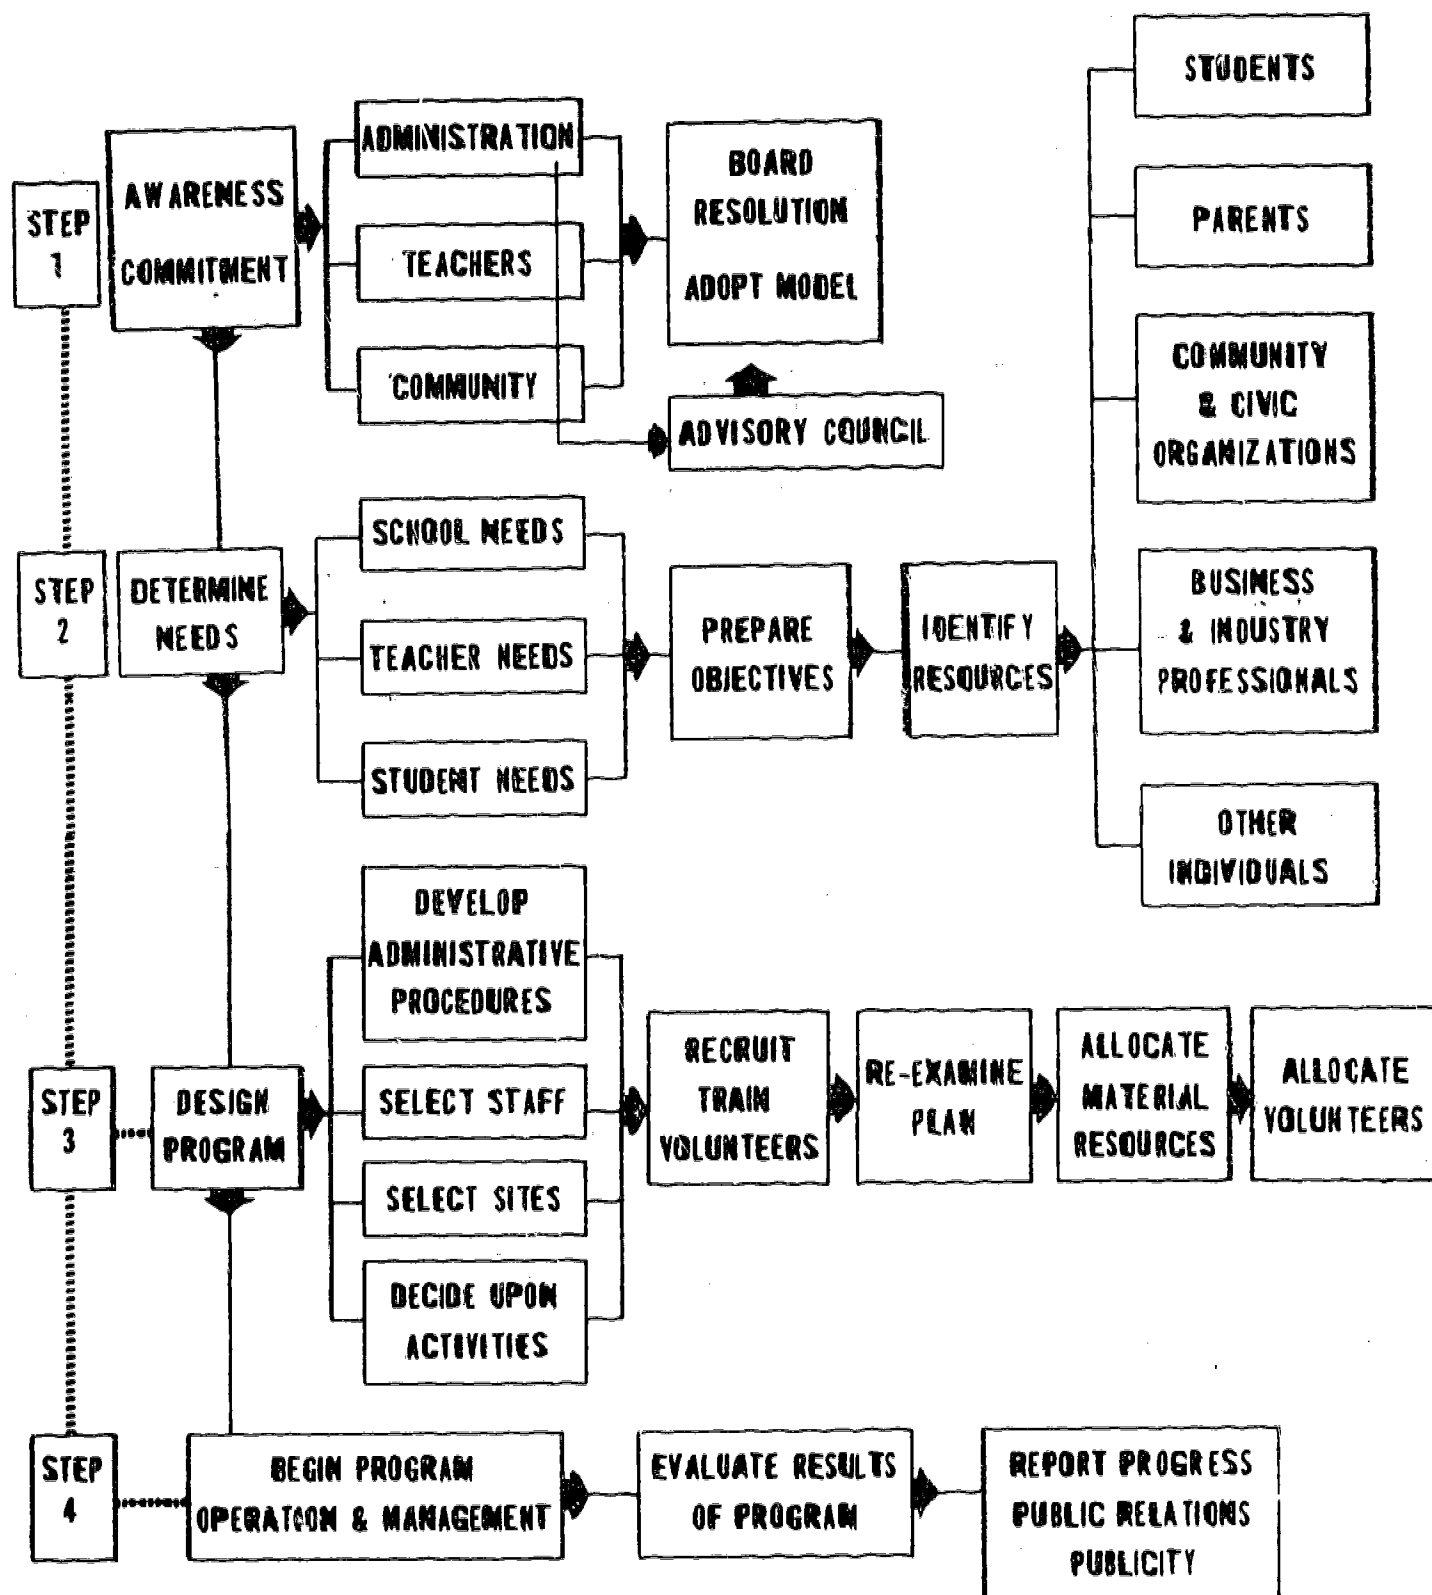 STEP
1
AWARENESS
COMMITMENT
ADMINISTRATION
TEACHERS
COMMUNITY
BOARD
RESOLUTION
ADOPT MODEL
ADVISORY COUNCIL
STEP
2
DETERMINE
NEEDS
SCHOOL NEEDS
TEACHER NEEDS
STUDENT NEEDS
PREPARE
OBJECTIVES
IDENTIFY
RESOURCES
STUDENTS
PARENTS
COMMUNITY
& CIVIC
ORGANIZATIONS
BUSINESS
& INDUSTRY
PROFESSIONALS
OTHER
INDIVIDUALS
STEP
3
DESIGN
PROGRAM
DEVELOP
ADMINISTRATIVE
PROCEDURES
SELECT STAFF
SELECT SITES
DECIDE UPON
ACTIVITIES
RECRUIT
TRAIN
VOLUNTEERS
RE-EXAMINE
PLAN
ALLOCATE
MATERIAL
RESOURCES
ALLOCATE
VOLUNTEERS
STEP
4
BEGIN PROGRAM
OPERATOON & MANAGEMENT
EVALUATE RESULTS
OF PROGRAM
REPORT PROGRESS
PUBLIC RELATIONS
PUBLICITY